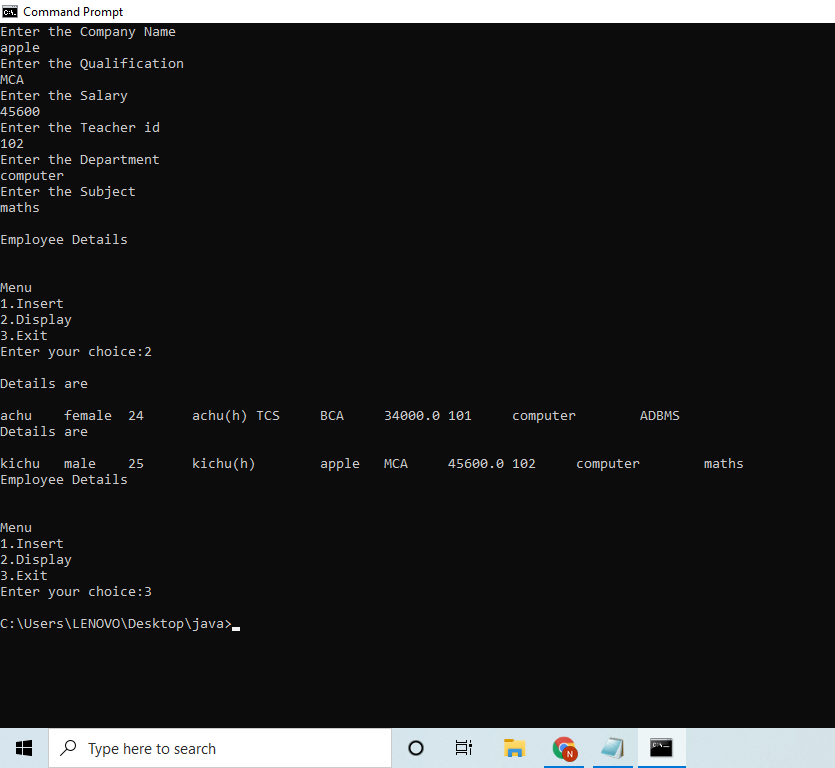 Command Prompt
Enter the Company Name
apple
Enter the Qualification
MCA
Enter the Salary
45600
Enter the Teacher id
102
Enter the Department
computer
Enter the Subject
maths
Employee Details
Menu
1.Insert
2.Display
3.Exit
Enter your choice:2
Details are
achu female 24 achu(h) TCS BCA 34000.0 101 computer ADBMS
Details are
kichu male 25 kichu(h) apple MCA 45600.0 102 computer maths
Employee Details
Menu
1.Insert
2.Display
3.Exit
Enter your choice:3
C:\Users\LENOVO\Desktop\java>
Type here to search
N